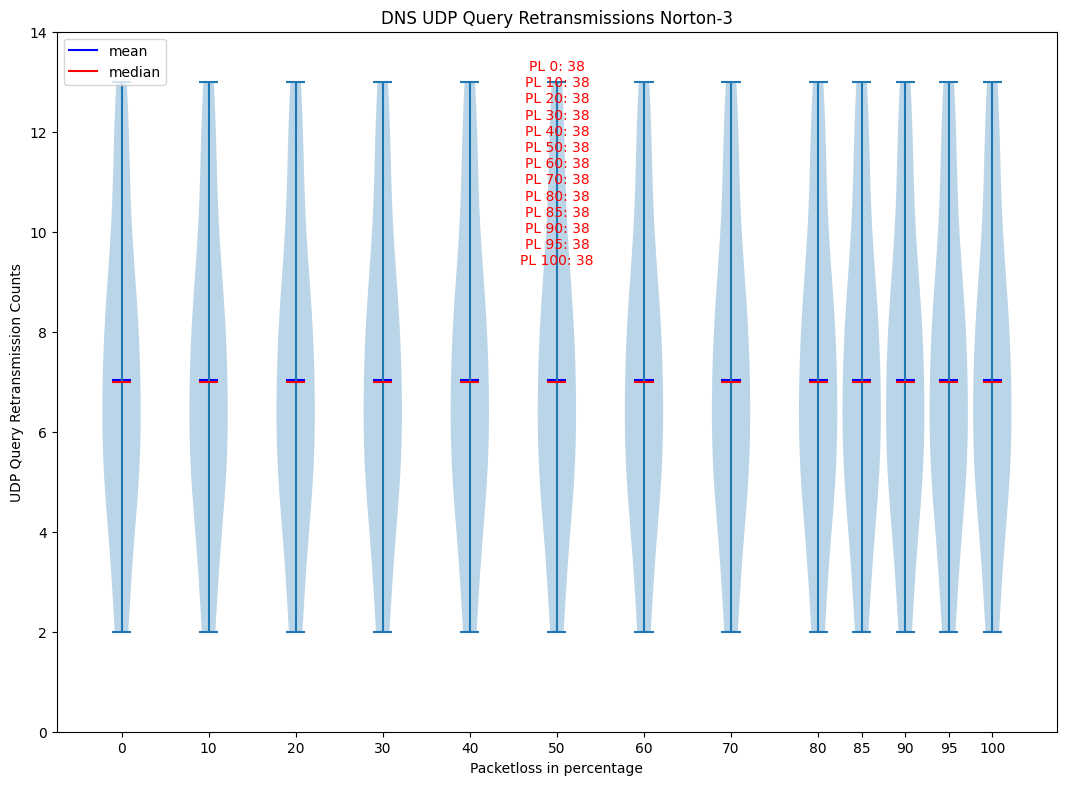 DNS UDP Query Retransmissions Norton-3
mean
median
PL 0: 38
PL 10: 38
PL 20: 38
PL 30: 38
PL 40: 38
PL 50: 38
PL 60: 38
PL 70: 38
PL 80: 38
PL 85: 38
PL 90: 38
PL 95: 38
PL 100: 38
UDP Query Retransmission Counts
14
12
10
8
6
4
2
0
0 10 20 30 40 50 60 70 80 85 90 95 100
Packetloss in percentage